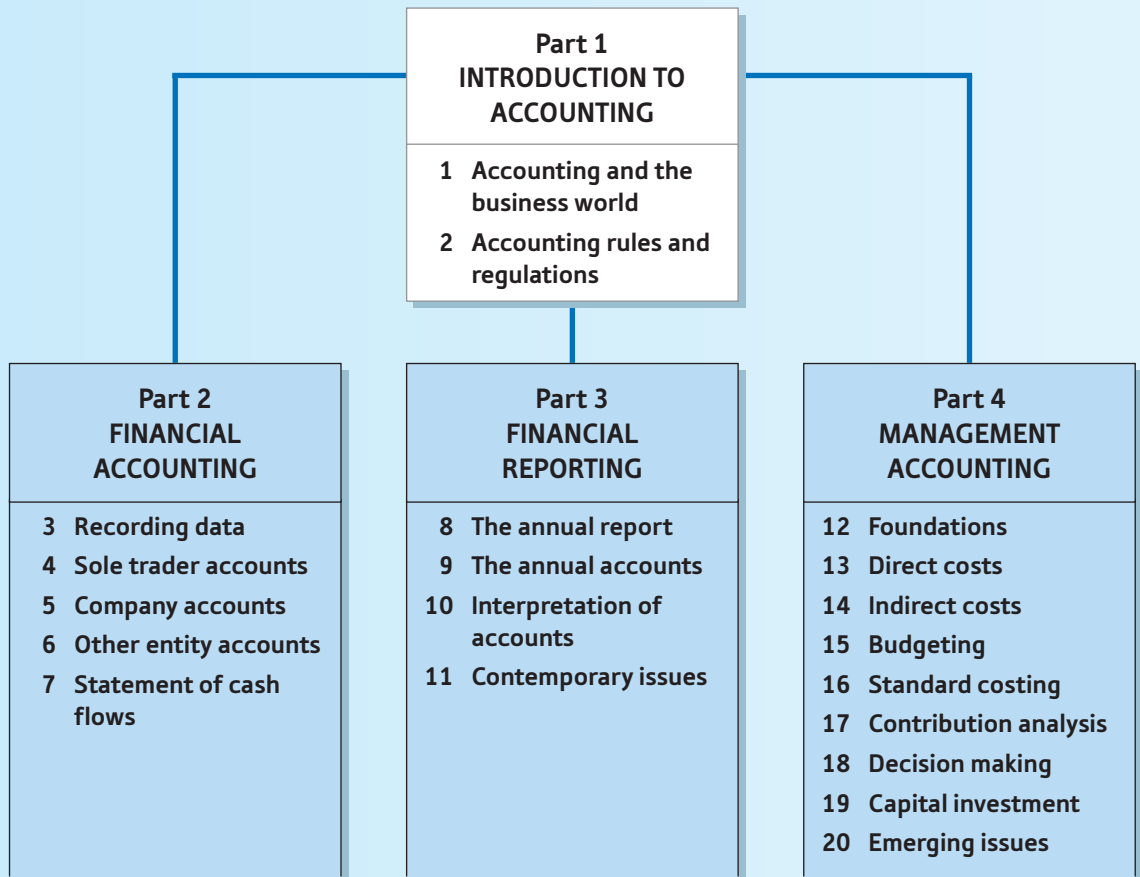 Part 1
INTRODUCTION TO
ACCOUNTING
1 Accounting and the
business world
2 Accounting rules and
regulations
Part 2
FINANCIAL
ACCOUNTING
3 Recording data
4 Sole trader accounts
5 Company accounts
6 Other entity accounts
7 Statement of cash
flows
Part 3
FINANCIAL
REPORTING
8 The annual report
9 The annual accounts
10 Interpretation of
accounts
11 Contemporary issues
Part 4
MANAGEMENT
ACCOUNTING
12 Foundations
13 Direct costs
14 Indirect costs
15 Budgeting
16 Standard costing
17 Contribution analysis
18 Decision making
19 Capital investment
20 Emerging issues